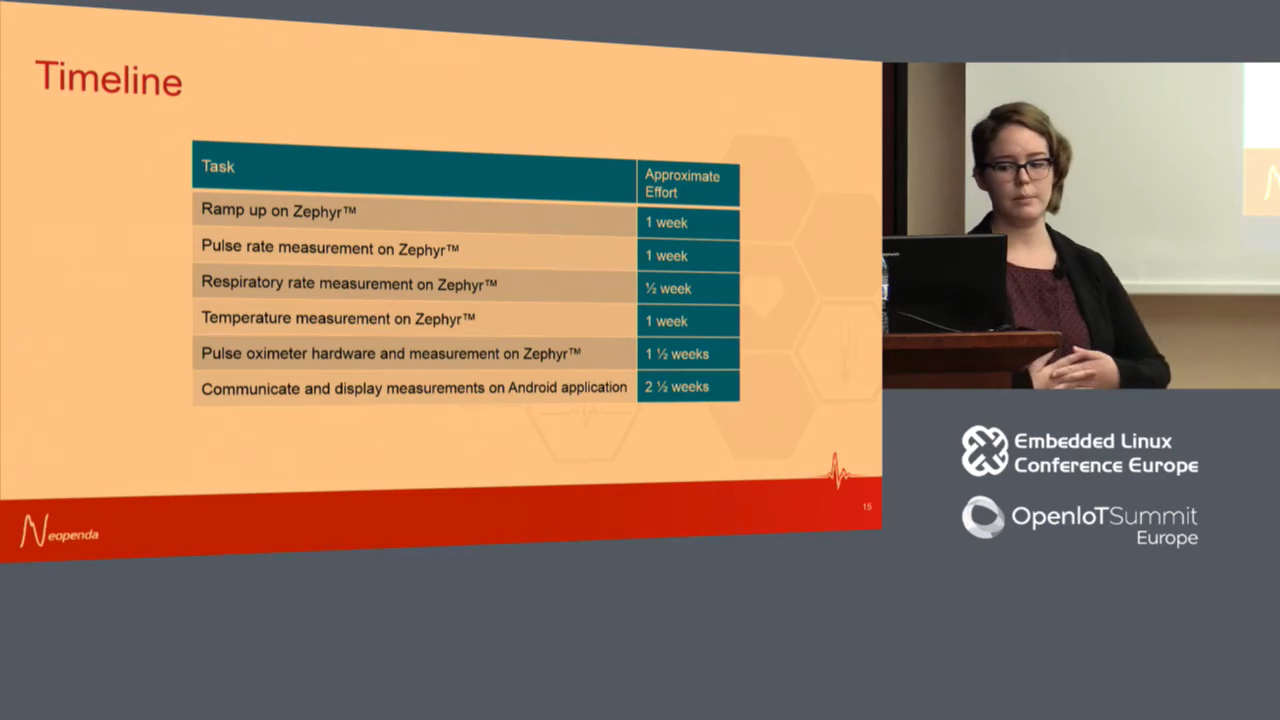 Timeline
Task
Approximate
Effort
Ramp up on Zephyr™
1 week
Pulse rate measurement on Zephyr™
1 week
Respiratory rate measurement on Zephyr™
½ week
Temperature measurement on Zephyr™
1 week
Pulse oximeter hardware and measurement on Zephyr™
1 ½ weeks
Communicate and display measurements on Android application
2 ½ weeks
15
Neopenda
Embedded Linux
Conference Europe
OpenIoTSummit
Europe